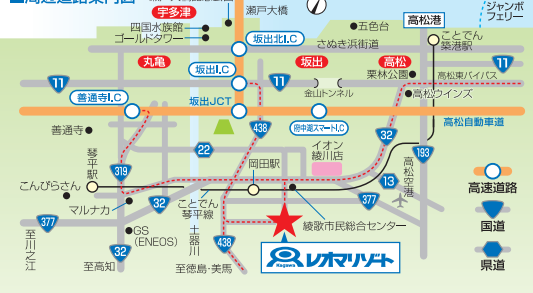 高速道路案内図
宇多津
瀬戸大橋
高松港
ジャンボ
フェリー
四国水族館
ゴールドタワー
五色台
さぬき浜街道
ことでん
築港駅
坂出北I.C
丸亀
坂出I.C
坂出
高松
栗林公園
高松東バイパス
11
11
11
金山トンネル
高松ウインズ
善通寺I.C
坂出JCT
府中湖スマートI.C
高松自動車道
善通寺
438
32
193
22
イオン
綾川店
岡田駅
琴平駅
319
高松空港
13
高速道路
こんぴらさん
マルナカ
32
ことでん
琴平線
土器川
377
綾歌市民総合センター
国道
377
至川之江
GS
(ENEOS)
438
32
至高知
至徳島・美馬
Kagawa
レオマリゾート
県道